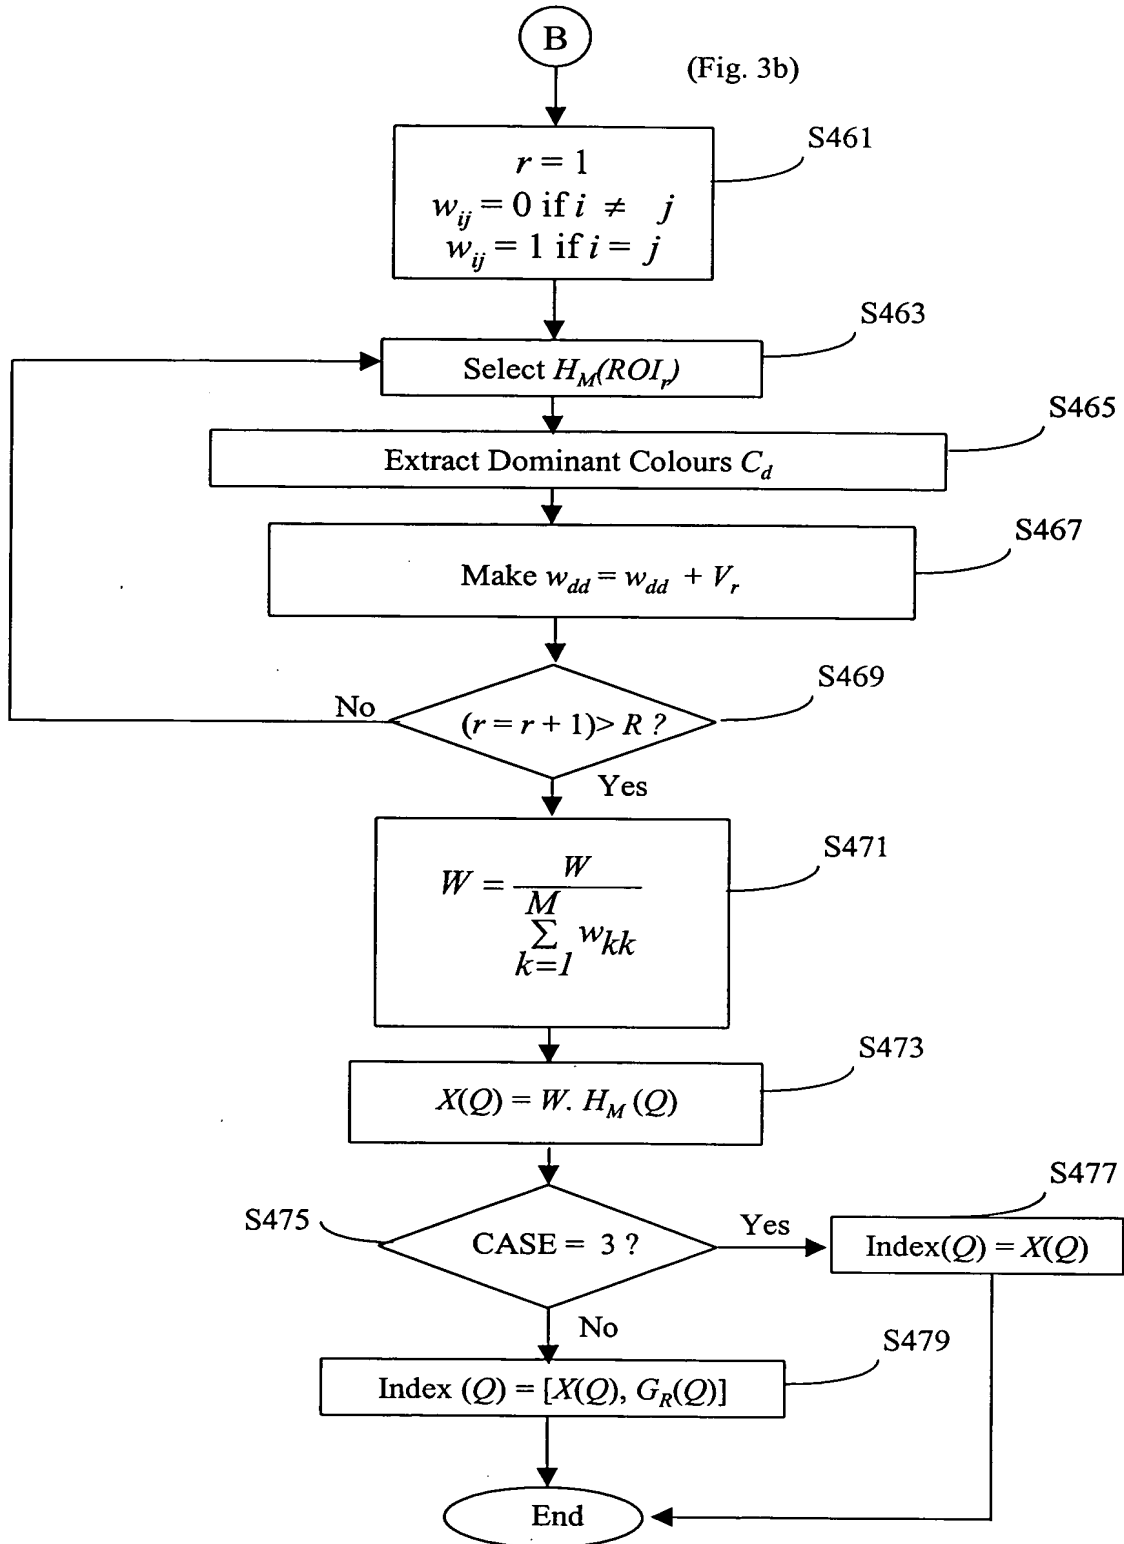 B
(Fig. 3b)
S461
r = 1
w_ij = 0 if i ≠ j
w_ij = 1 if i = j
S463
Select H_M(ROI_r)
S465
Extract Dominant Colours C_d
S467
Make w_dd = w_dd + V_r
S469
No
(r = r + 1)> R ?
Yes
S471
W = W
M
∑ w_kk
k=1
S473
X(Q) = W. H_M (Q)
S477
S475
CASE = 3 ?
Yes
Index(Q) = X(Q)
No
S479
Index (Q) = [X(Q), G_R(Q)]
End